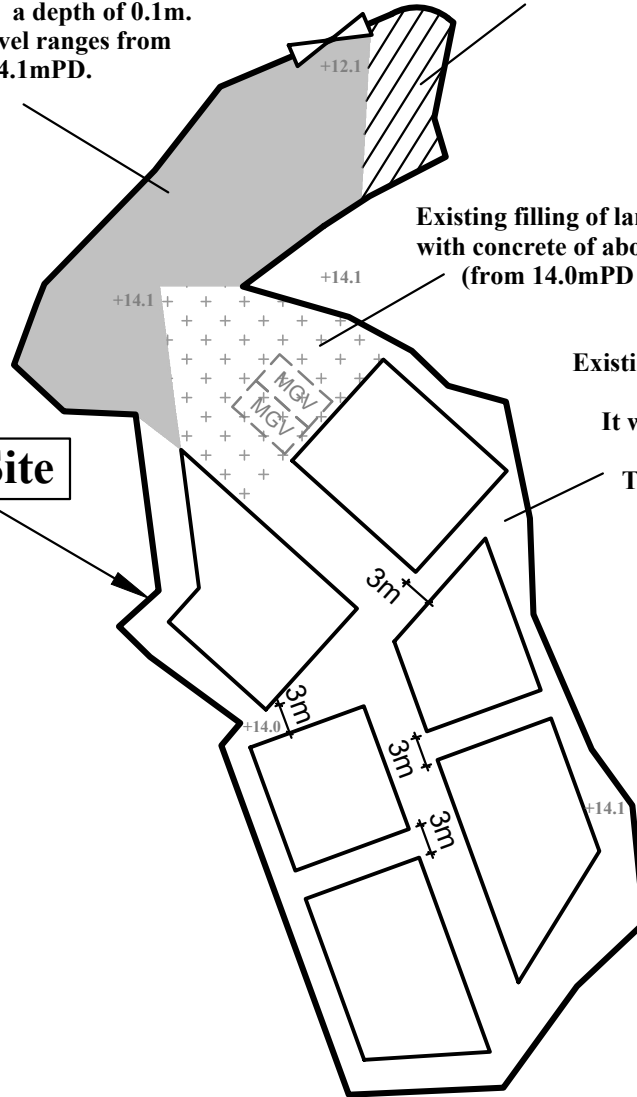 a depth of 0.1m.
vel ranges from
4.1mPD.
+12.1
Existing filling of lan
with concrete of abo
(from 14.0mPD
+14.1
+14.1
Existi
MGV
MGV
It w
Site
T
3m
3m
+14.0
3m
+14.1
3m